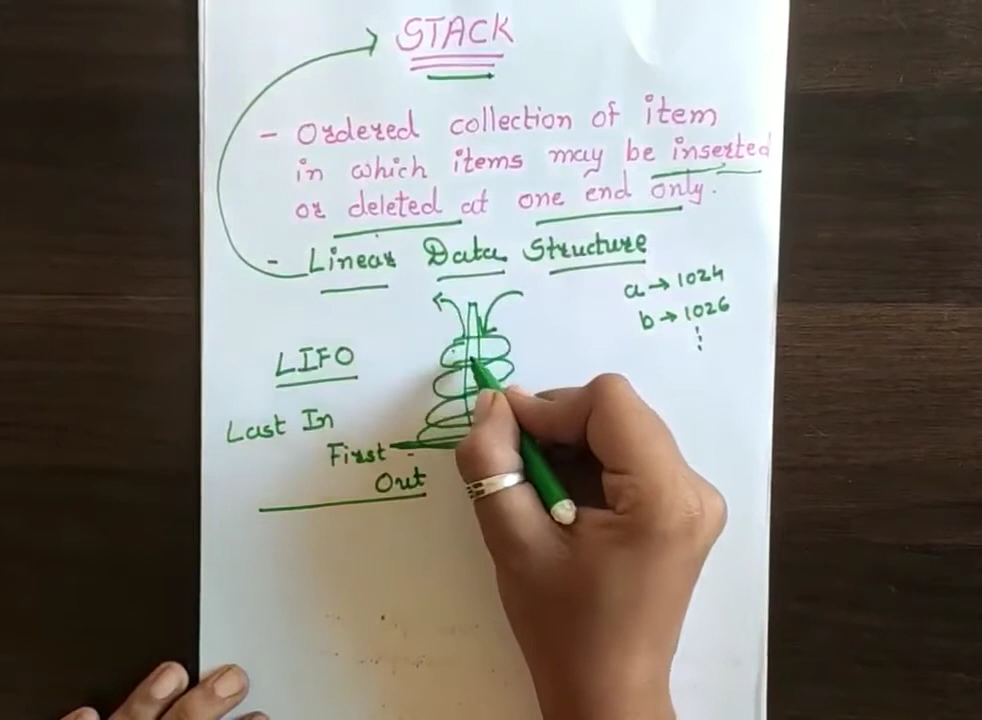 STACK
- Ordered collection of item
in which items may be inserted
or deleted at one end only.
- Linear Data Structure
a → 1024
b → 1026
LIFO
Last In
First
Out